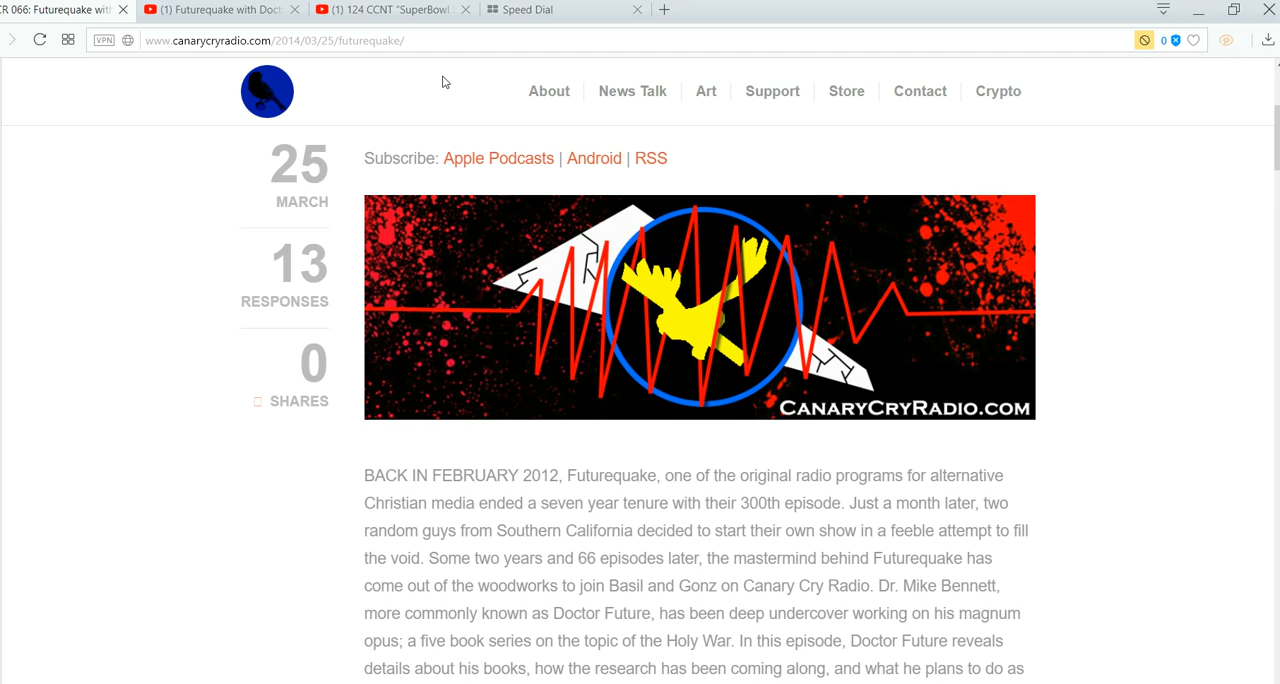 CR 066: Futurequake wit
(1) Futurequake with Doct
(1) 124 CCNT "SuperBowl
Speed Dial
VPN
www.canarycryradio.com/2014/03/25/futurequake/
0
About
News Talk
Art
Support
Store
Contact
Crypto
25
MARCH
13
RESPONSES
0
SHARES
Subscribe: Apple Podcasts | Android | RSS
CANARYCRYRADIO.COM
BACK IN FEBRUARY 2012, Futurequake, one of the original radio programs for alternative
Christian media ended a seven year tenure with their 300th episode. Just a month later, two
random guys from Southern California decided to start their own show in a feeble attempt to fill
the void. Some two years and 66 episodes later, the mastermind behind Futurequake has
come out of the woodworks to join Basil and Gonz on Canary Cry Radio. Dr. Mike Bennett,
more commonly known as Doctor Future, has been deep undercover working on his magnum
opus; a five book series on the topic of the Holy War. In this episode, Doctor Future reveals
details about his books, how the research has been coming along, and what he plans to do as